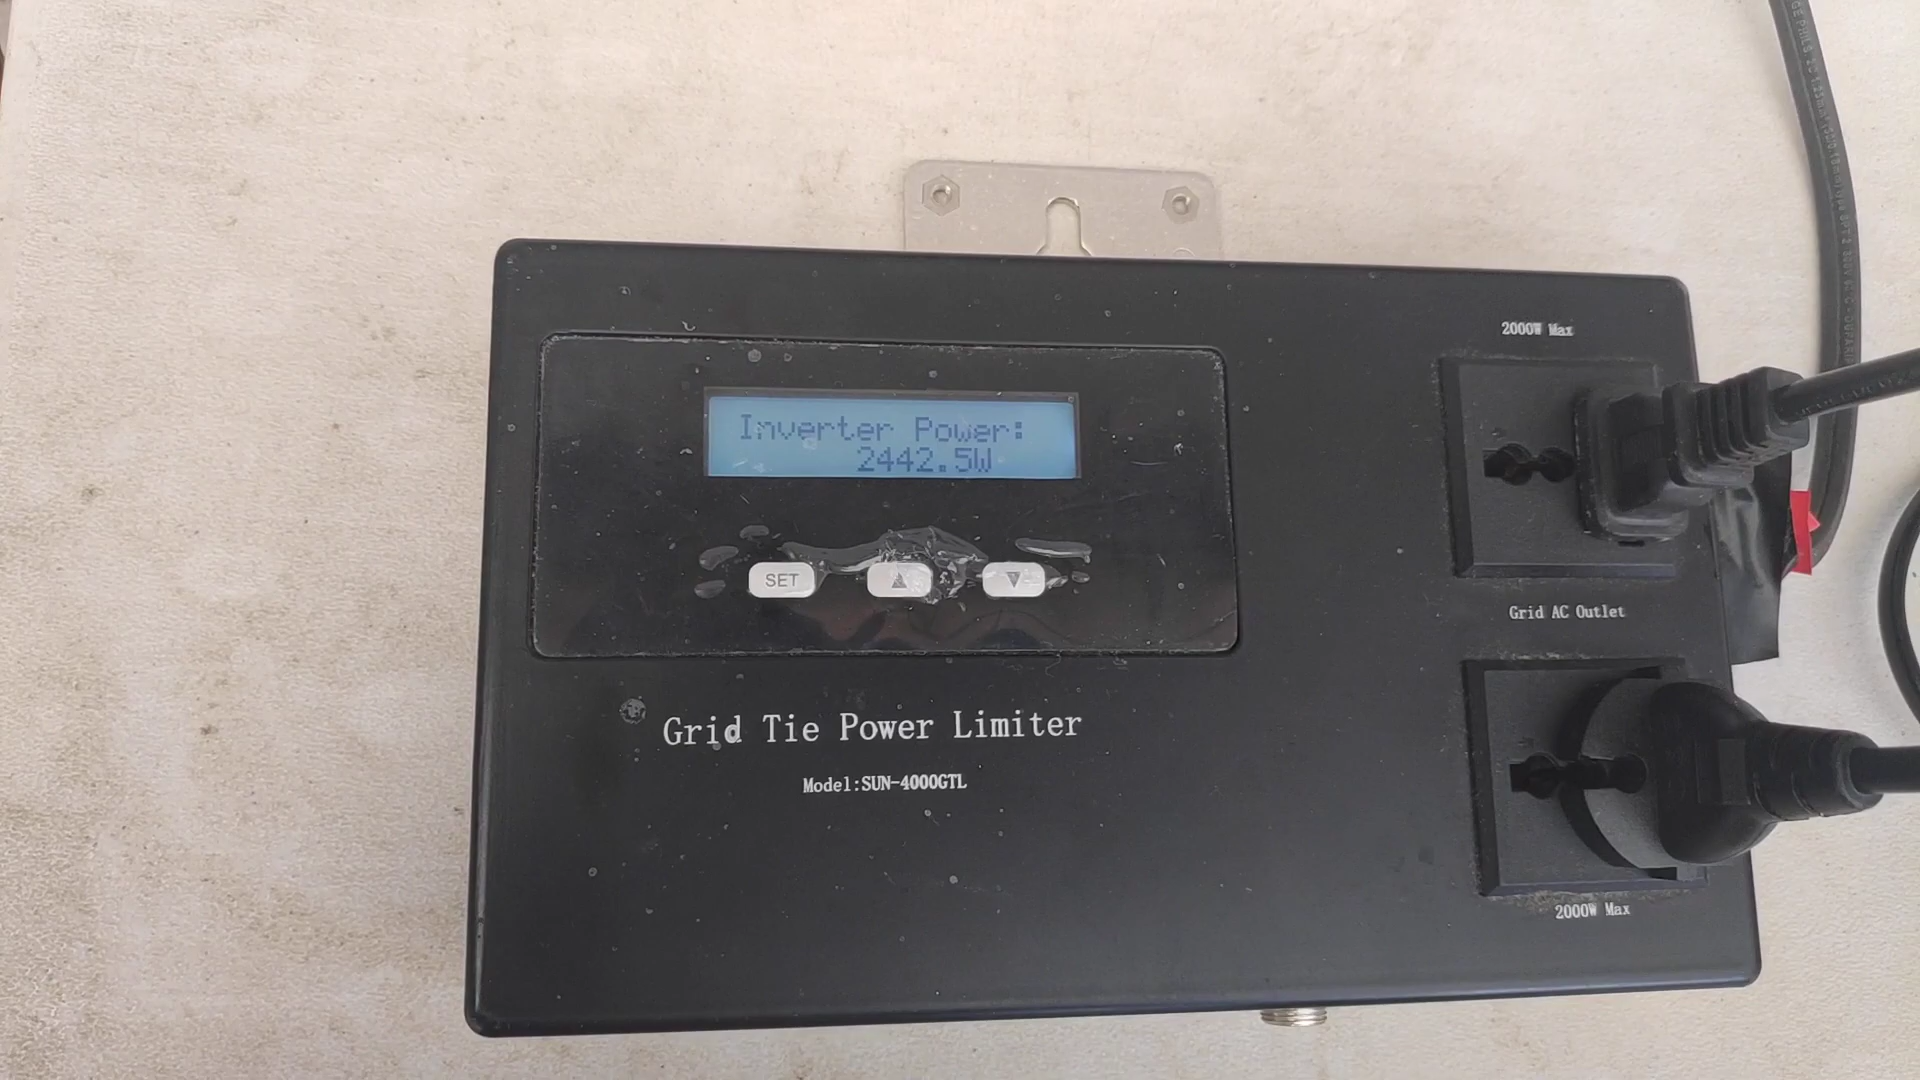 2000W Max
Inverter Power:
2442.5W
SET
Grid AC Outlet
Grid Tie Power Limiter
Model:SUN-4000GTL
2000W Max